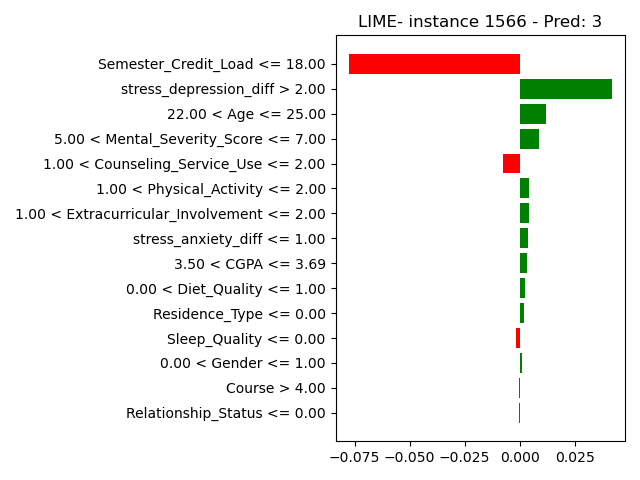 LIME- instance 1566 - Pred: 3
Semester_Credit_Load <= 18.00
stress_depression_diff > 2.00
22.00 < Age <= 25.00
5.00 < Mental_Severity_Score <= 7.00
1.00 < Counseling_Service_Use <= 2.00
1.00 < Physical_Activity <= 2.00
1.00 < Extracurricular_Involvement <= 2.00
stress_anxiety_diff <= 1.00
3.50 < CGPA <= 3.69
0.00 < Diet_Quality <= 1.00
Residence_Type <= 0.00
Sleep_Quality <= 0.00
0.00 < Gender <= 1.00
Course > 4.00
Relationship_Status <= 0.00
−0.075 −0.050 −0.025 0.000 0.025